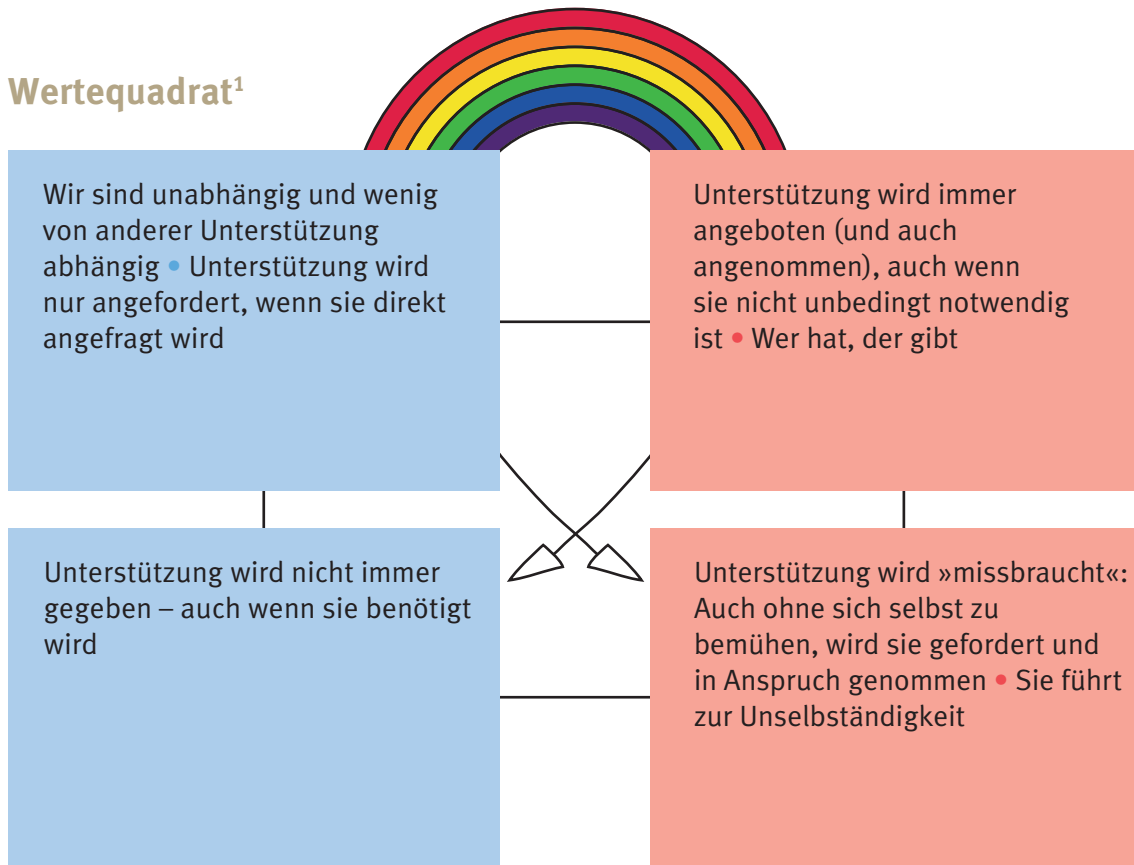 Wertequadrat¹
Wir sind unabhängig und wenig
von anderer Unterstützung
abhängig • Unterstützung wird
nur angefordert, wenn sie direkt
angefragt wird
Unterstützung wird immer
angeboten (und auch
angenommen), auch wenn
sie nicht unbedingt notwendig
ist • Wer hat, der gibt
Unterstützung wird nicht immer
gegeben – auch wenn sie benötigt
wird
Unterstützung wird »missbraucht«:
Auch ohne sich selbst zu
bemühen, wird sie gefordert und
in Anspruch genommen • Sie führt
zur Unselbständigkeit